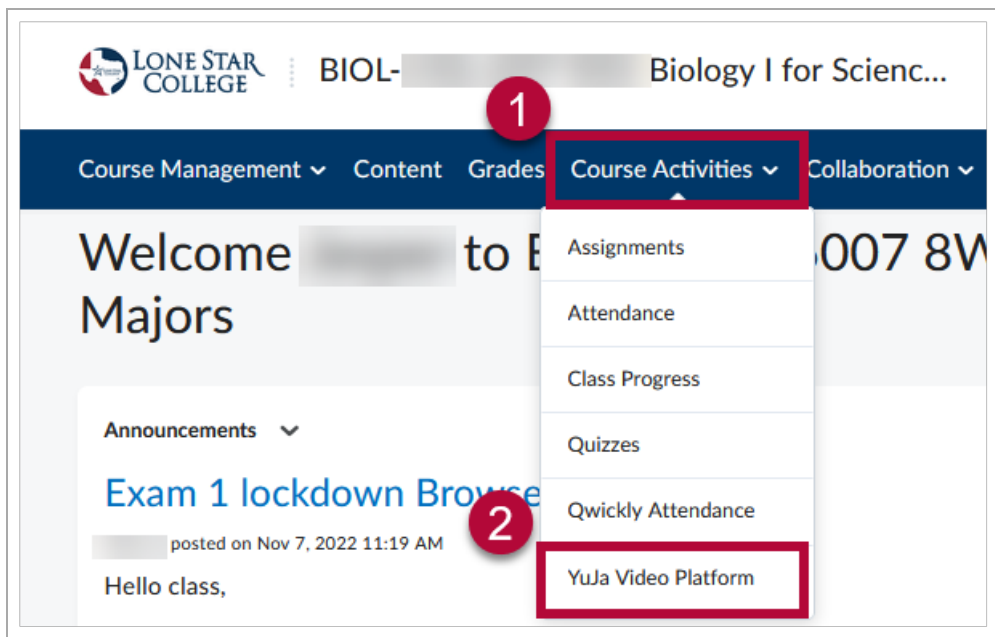 LONE STAR
COLLEGE
BIOL- Biology I for Scienc...
1
Course Management Content Grades Course Activities Collaboration
Welcome to 007 8W
Majors
Assignments
Attendance
Class Progress
Quizzes
Qwickly Attendance
YuJa Video Platform
Announcements
Exam 1 lockdown Browse
2
posted on Nov 7, 2022 11:19 AM
Hello class,